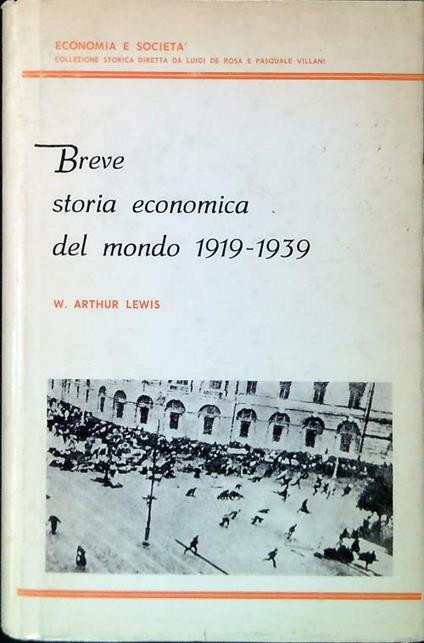 ECONOMIA E SOCIETA'
COLLEZIONE STORICA DIRETTA DA LUIGI DE ROSA E PASQUALE VILLANI
Breve
storia economica
del mondo 1919-1939
W. ARTHUR LEWIS